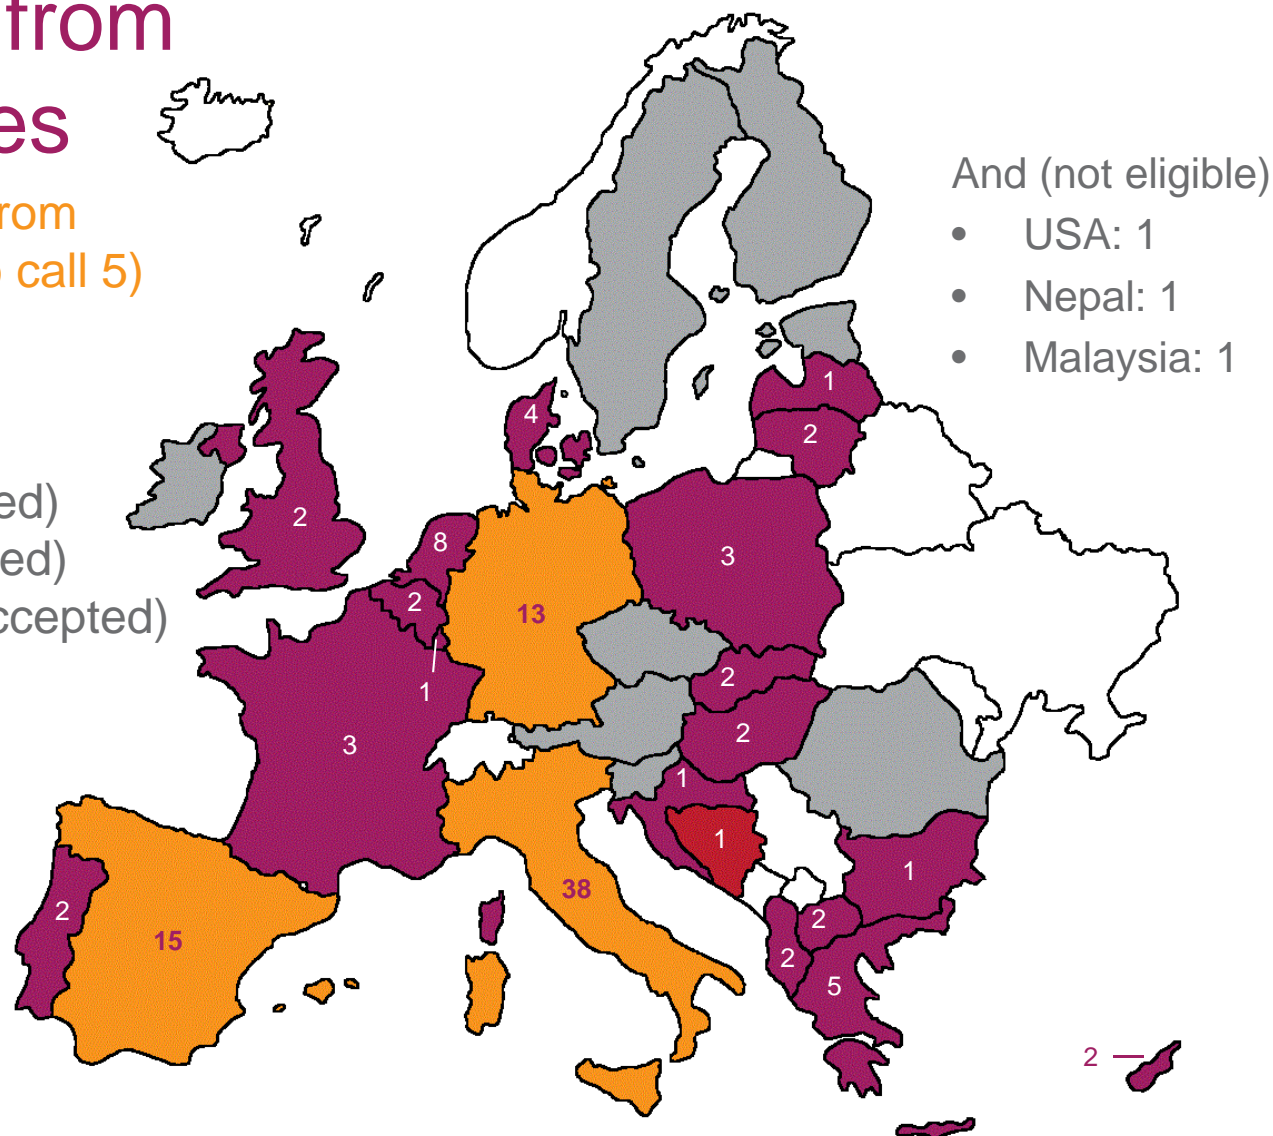 from
es
rom
call 5)
And (not eligible)
• USA: 1
• Nepal: 1
• Malaysia: 1
ed)
ed)
ccepted)
1
2
4
2
8
2
13
3
1
2
2
3
1
1
1
38
2
15
2
2
5
2